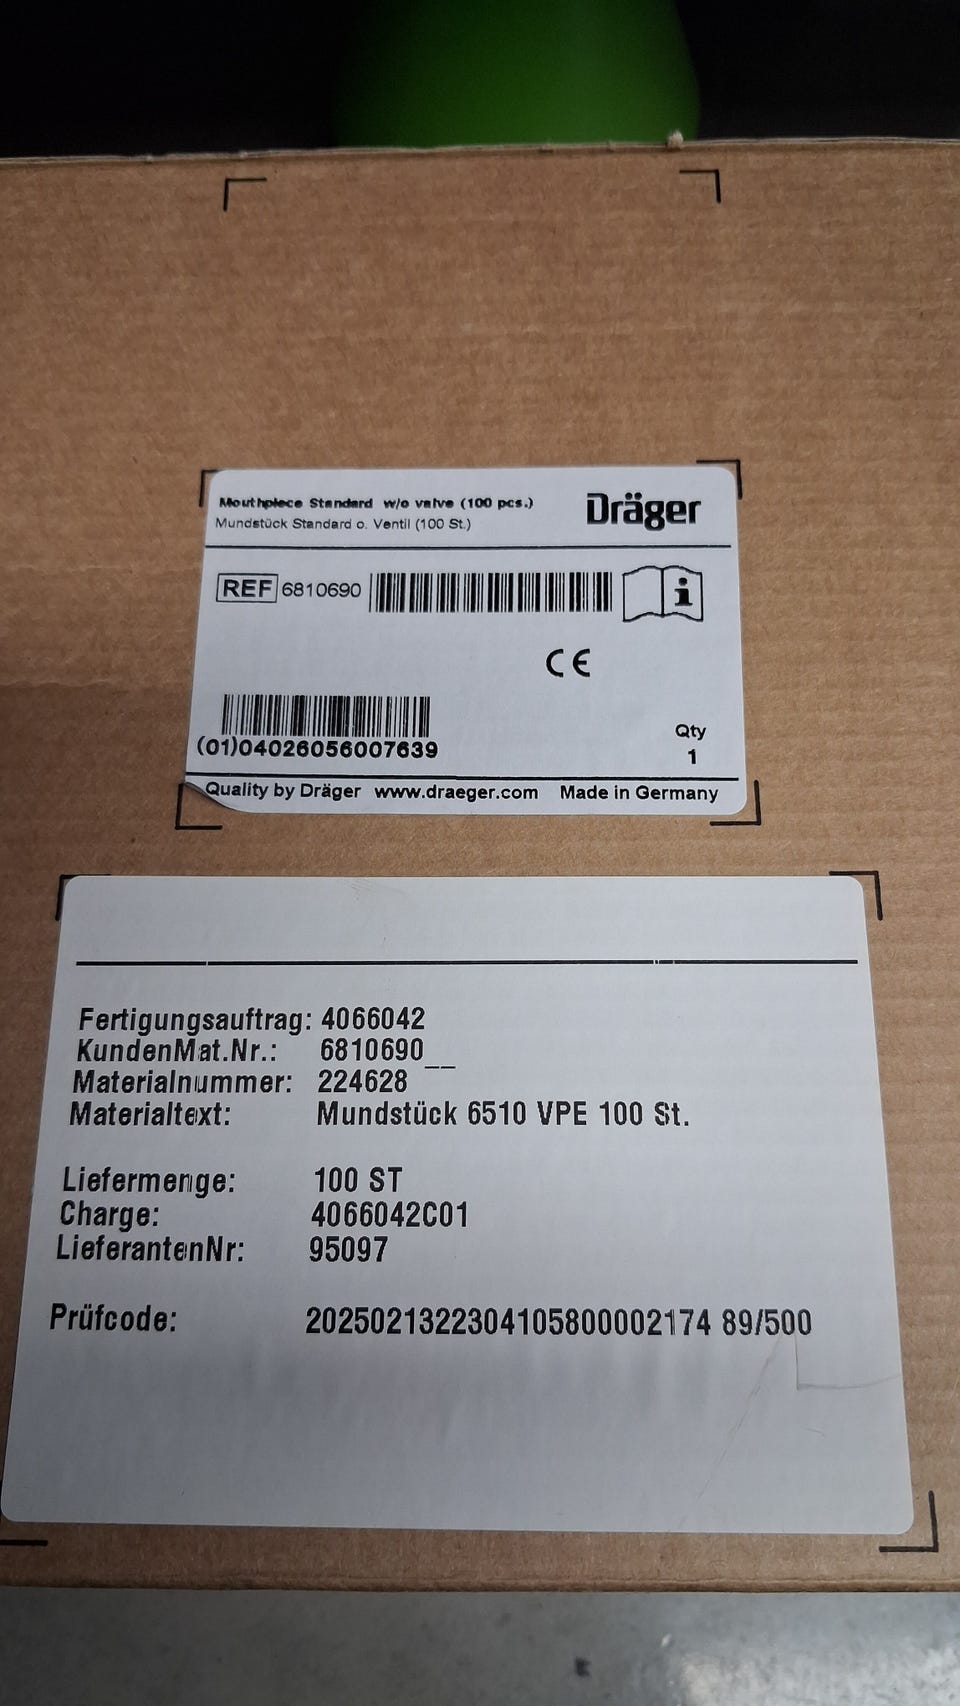 Mouthpiece Standard w/o valve (100 pcs.)
Mundstück Standard o. Ventil (100 St.)
Dräger
REF 6810690
CE
(01)04026056007639
Qty
1
Quality by Dräger www.draeger.com Made in Germany
Fertigungsauftrag: 4066042
KundenMat.Nr.: 6810690__
Materialnummer: 224628
Materialtext: Mundstück 6510 VPE 100 St.
Liefermenge: 100 ST
Charge: 4066042C01
LieferantenNr: 95097
Prüfcode: 2025021322304105800002174 89/500